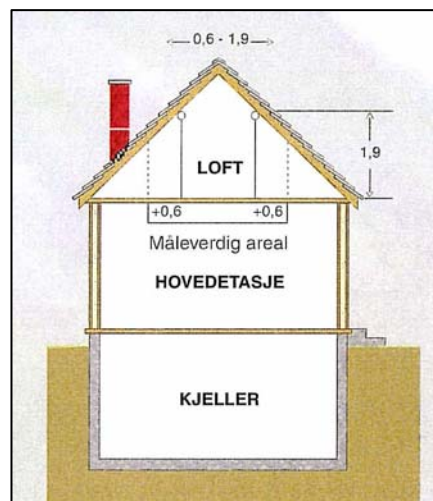 0,6 - 1,9
1,9
LOFT
+0,6 +0,6
Måleverdig areal
HOVEDETASJE
KJELLER